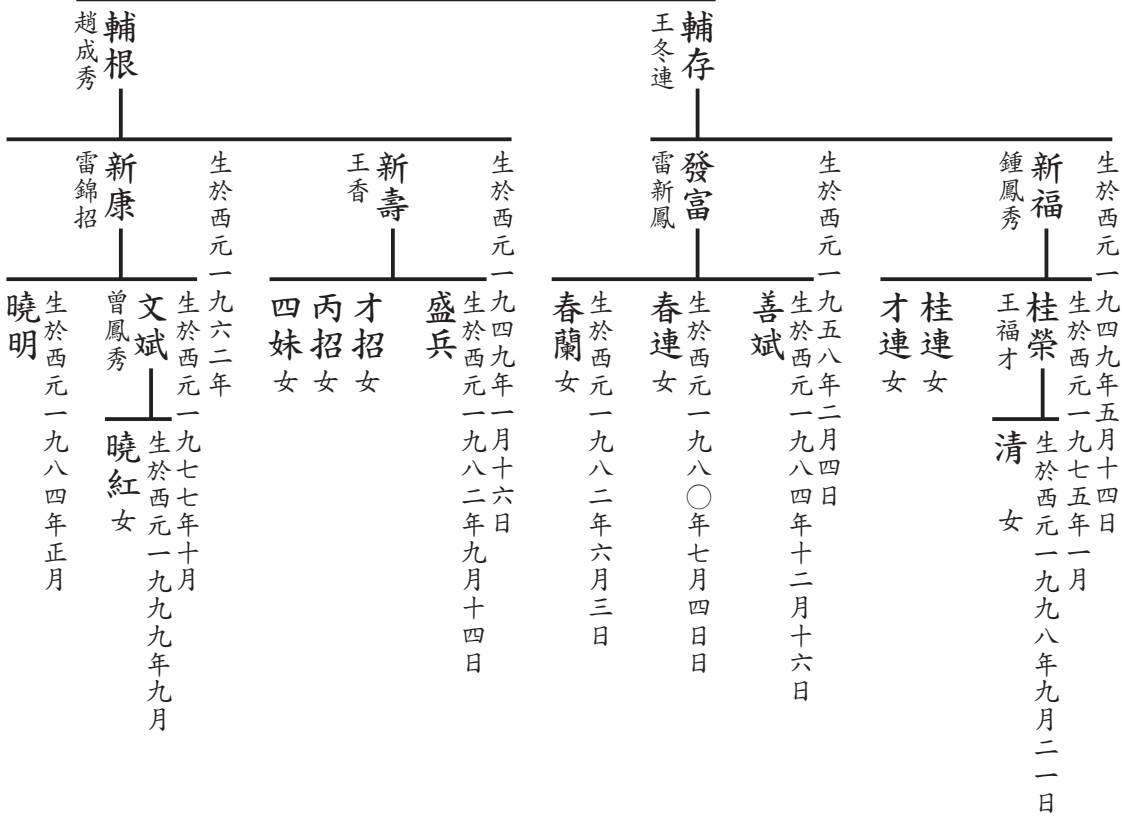 輔存
王冬連
輔根
趙成秀
生於西元一九四九年五月十四日
新福
鍾鳳秀
生於西元一九五八年二月四日
發富
雷新鳳
生於西元一九四九年一月十六日
新壽
王香
生於西元一九六二年
新康
雷錦招
生於西元一九七五年一月
桂榮
王福才
桂連 女
才連 女
生於西元一九八四年十二月十六日
善斌
生於西元一九八〇年七月四日日
春連 女
生於西元一九八二年六月三日
春蘭 女
生於西元一九八二年九月十四日
盛兵
才招 女
丙招 女
四妹 女
生於西元一九七七年十月
文斌
曾鳳秀
生於西元一九八四年正月
曉明
生於西元一九九八年九月二一日
清 女
生於西元一九九九年九月
曉紅 女